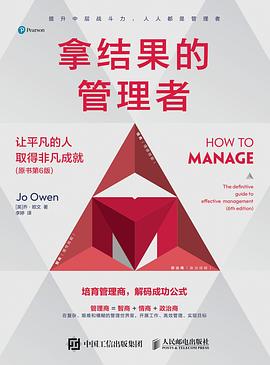 Pearson
提升中层战斗力，人人都是管理者
拿结果的
管理者
让平凡的人
取得非凡成就
(原书第6版)
Jo Owen
[英]乔·欧文 著
李婷 译
HOW TO
MANAGE
The definitive
guide to
effective management
(6th edition)
培育管理商，解码成功公式
管理商＝智商＋情商＋政治商
中国工信出版集团
人民邮电出版社
POSTS & TELECOM PRESS